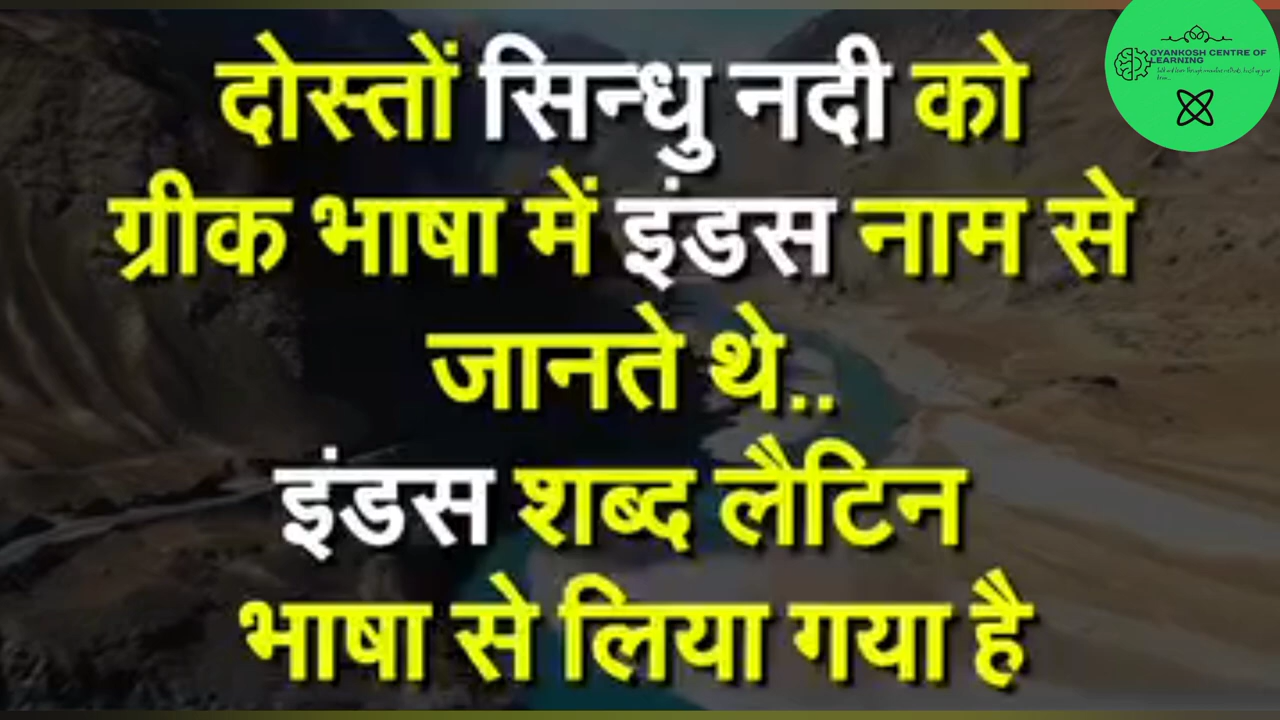 दोस्तों सिन्धु नदी को
ग्रीक भाषा में इंडस नाम से
जानते थे..
इंडस शब्द लैटिन
भाषा से लिया गया है
GYANKOSH CENTRE OF
LEARNING